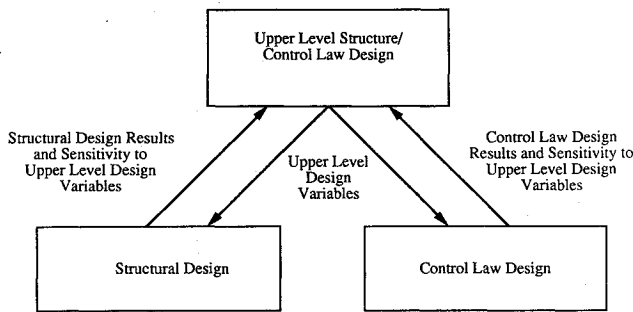 Upper Level Structure/
Control Law Design
Structural Design Results
and Sensitivity to
Upper Level Design
Variables
Upper Level
Design
Variables
Control Law Design
Results and Sensitivity to
Upper Level Design
Variables
Structural Design
Control Law Design